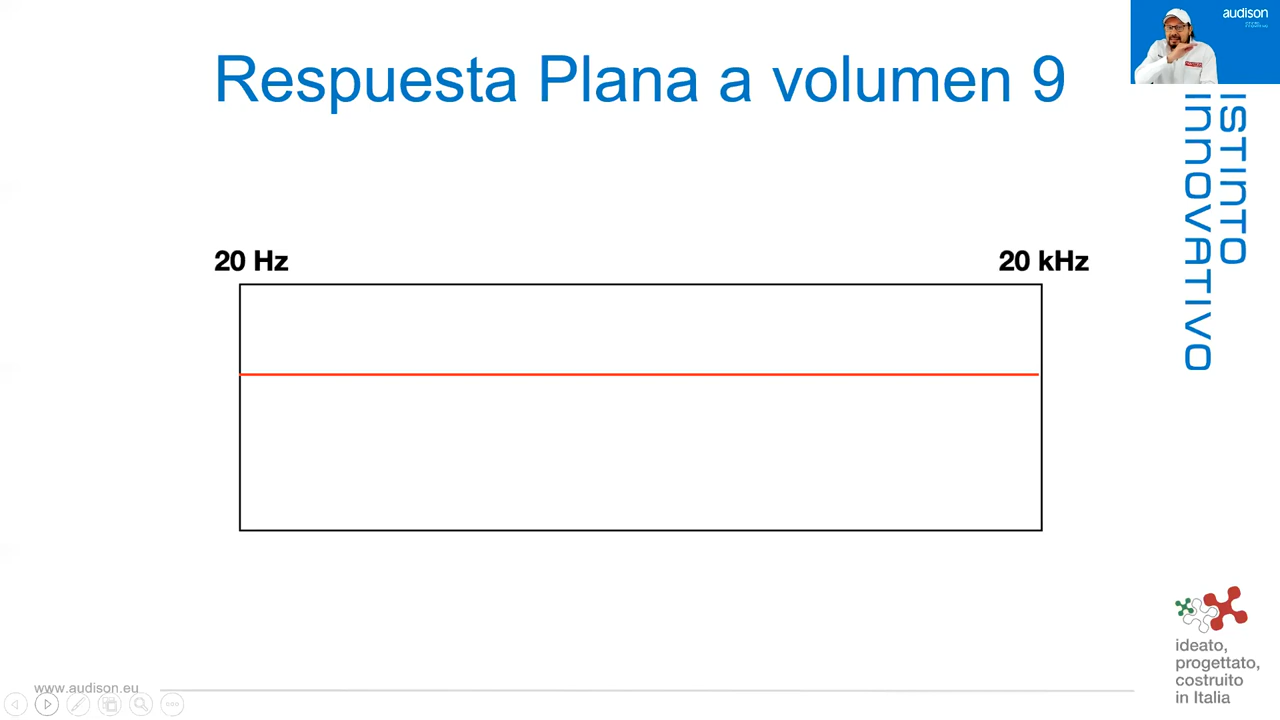 Respuesta Plana a volumen 9
audison
ISTINTO
INNOVATIVO
20 Hz
20 kHz
ideato,
progettato,
costruito
in Italia
www.audison.eu